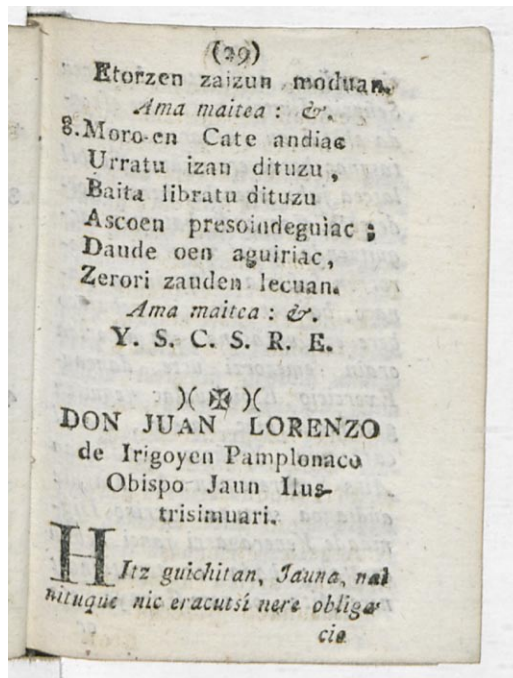 (29)
Etorzen zaizun moduan.
Ama maitea : &.
8. Moro-en Cate andiac
Urratu izan dituzu,
Baita libratu dituzu
Ascoen presoindeguiac ;
Daude oen aguiriac,
Zerori zauden lecuan.
Ama maitea : &.
Y. S. C. S. R. E.
)( ✠ )(
DON JUAN LORENZO
de Irigoyen Pamplonaco
Obispo Jaun Ilus-
trisimuari.
HItz guichitan, Jauna, nai
nituque nic eracutsi nere obliga
cio